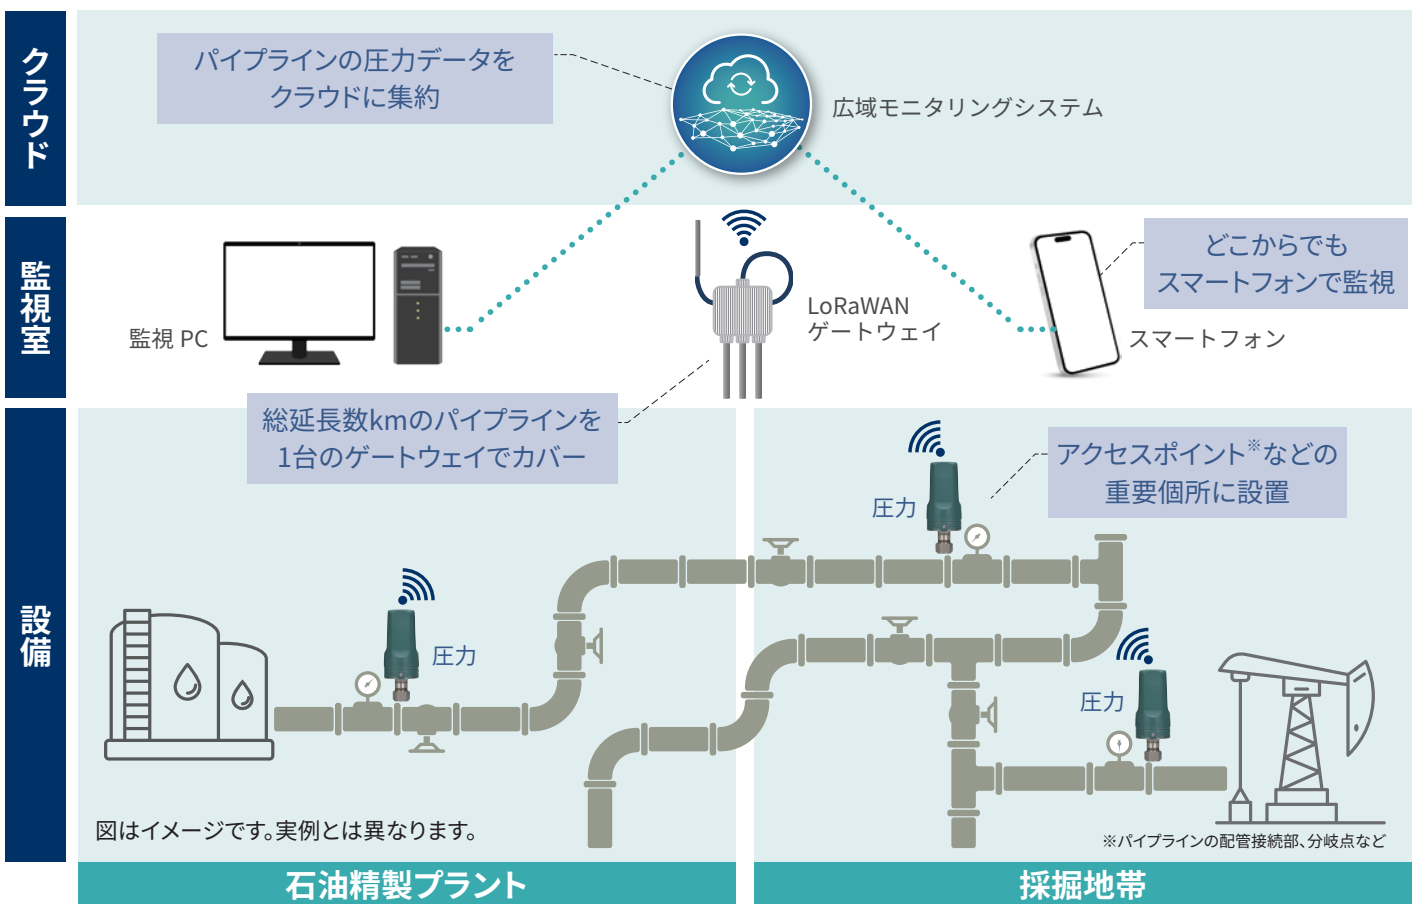 クラウド
パイプラインの圧力データを
クラウドに集約
広域モニタリングシステム
監視室
監視 PC
LoRaWAN
ゲートウェイ
どこからでも
スマートフォンで監視
スマートフォン
総延長数kmのパイプラインを
1台のゲートウェイでカバー
設備
アクセスポイント※などの
重要個所に設置
圧力
圧力
圧力
図はイメージです。実例とは異なります。
※パイプラインの配管接続部、分岐点など
石油精製プラント
採掘地帯